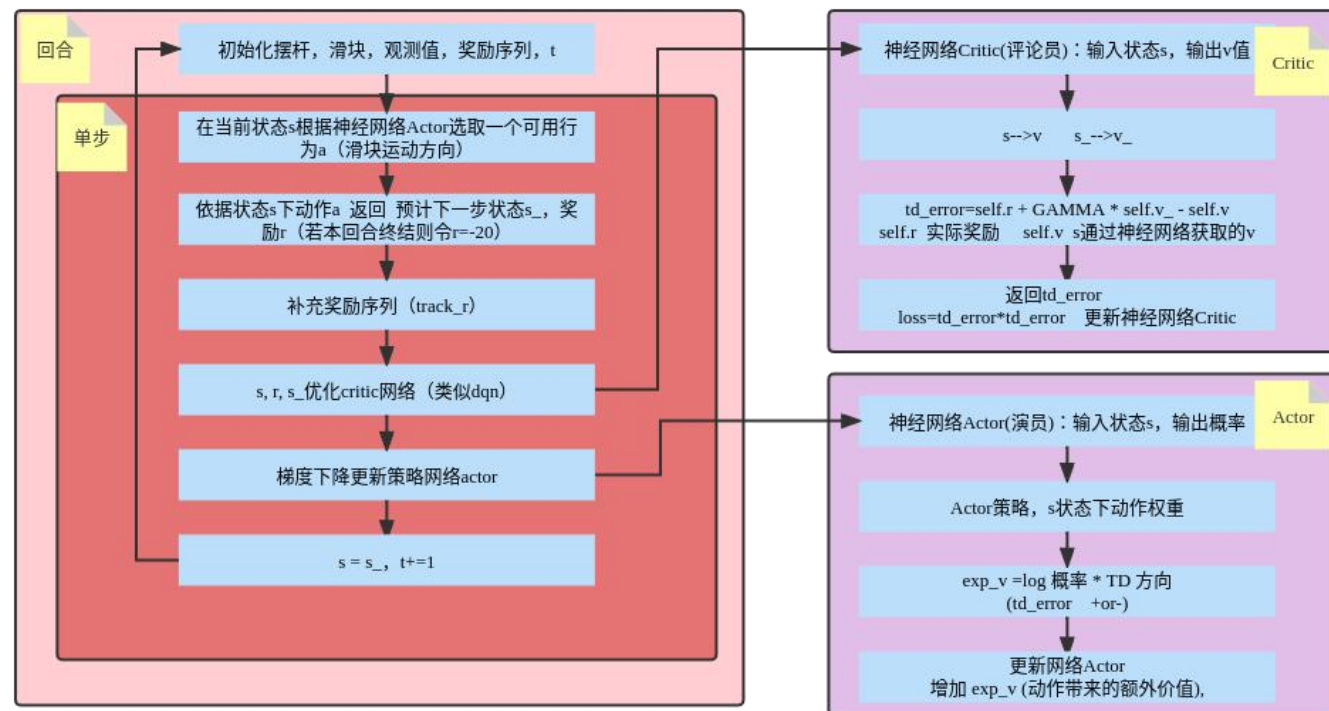 回合
初始化摆杆，滑块，观测值，奖励序列，t
单步
在当前状态s根据神经网络Actor选取一个可用行
为a（滑块运动方向）
依据状态s下动作a 返回 预计下一步状态s_，奖
励r（若本回合终结则令r=-20）
补充奖励序列（track_r）
s, r, s_优化critic网络（类似dqn）
梯度下降更新策略网络actor
s = s_，t+=1
Critic
神经网络Critic(评论员)：输入状态s，输出v值
s-->v s_-->v_
td_error=self.r + GAMMA * self.v_ - self.v
self.r 实际奖励 self.v s通过神经网络获取的v
返回td_error
loss=td_error*td_error 更新神经网络Critic
Actor
神经网络Actor(演员)：输入状态s，输出概率
Actor策略，s状态下动作权重
exp_v =log 概率 * TD 方向
(td_error +or-)
更新网络Actor
增加 exp_v (动作带来的额外价值),